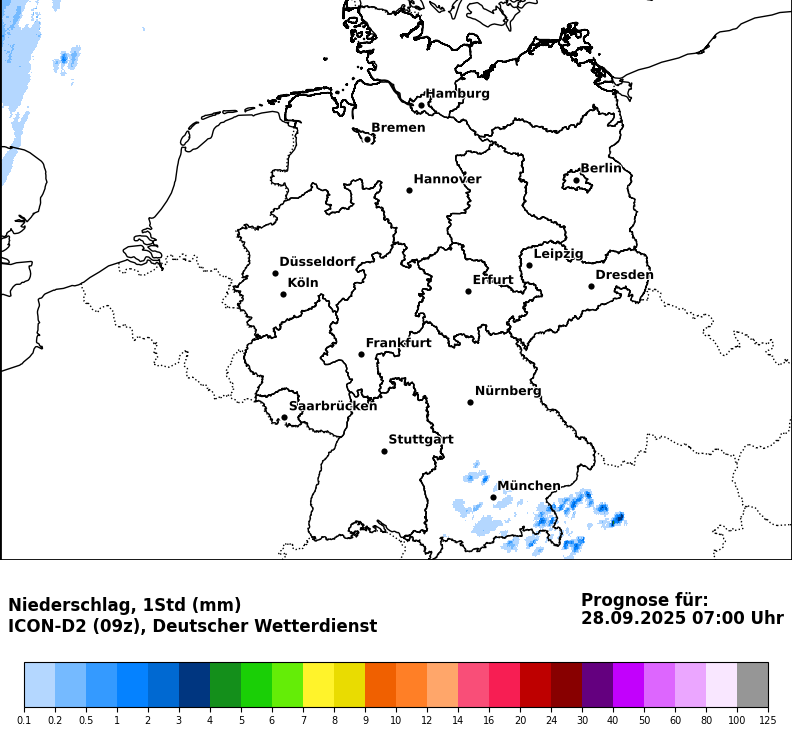 Hamburg
Bremen
Berlin
Hannover
Leipzig
Düsseldorf
Dresden
Köln
Erfurt
Frankfurt
Nürnberg
Saarbrücken
Stuttgart
München
Niederschlag, 1Std (mm)
ICON-D2 (09z), Deutscher Wetterdienst
Prognose für:
28.09.2025 07:00 Uhr
0.1 0.2 0.5 1 2 3 4 5 6 7 8 9 10 12 14 16 20 24 30 40 50 60 80 100 125